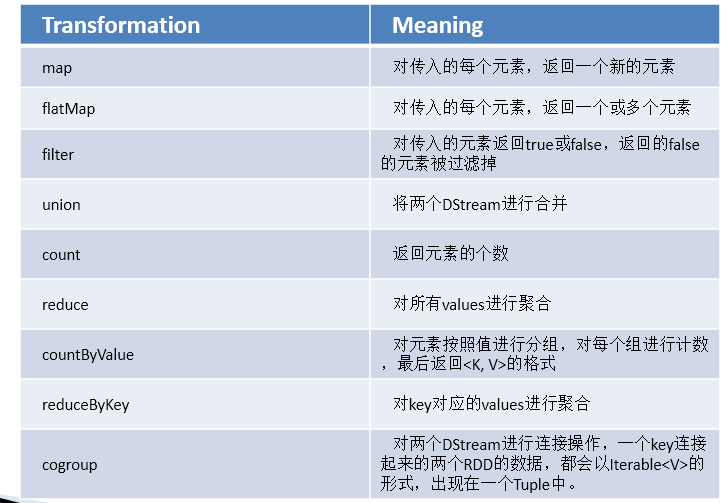 Transformation Meaning
map 对传入的每个元素，返回一个新的元素
flatMap 对传入的每个元素，返回一个或多个元素
filter 对传入的元素返回true或false，返回的false
的元素被过滤掉
union 将两个DStream进行合并
count 返回元素的个数
reduce 对所有values进行聚合
countByValue 对元素按照值进行分组，对每个组进行计数
，最后返回<K, V>的格式
reduceByKey 对key对应的values进行聚合
cogroup 对两个DStream进行连接操作，一个key连接
起来的两个RDD的数据，都会以Iterable<V>的
形式，出现在一个Tuple中。